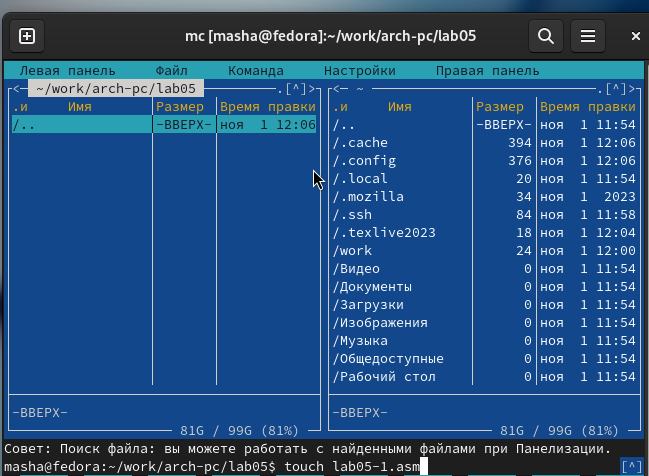 mc [masha@fedora]:~/work/arch-pc/lab05
Левая панель Файл Команда Настройки Правая панель
<─ ~/work/arch-pc/lab05 .[^]>
.и Имя Размер Время правки
/.. -ВВЕРХ- ноя 1 12:06
-ВВЕРХ-
81G / 99G (81%)
<─ ~ .[^]>
.и Имя Размер Время правки
/.. -ВВЕРХ- ноя 1 11:54
/.cache 394 ноя 1 12:06
/.config 376 ноя 1 12:06
/.local 20 ноя 1 11:54
/.mozilla 34 ноя 1 2023
/.ssh 84 ноя 1 11:58
/.texlive2023 18 ноя 1 12:04
/work 24 ноя 1 12:00
/Видео 0 ноя 1 11:54
/Документы 0 ноя 1 11:54
/Загрузки 0 ноя 1 11:54
/Изображения 0 ноя 1 11:54
/Музыка 0 ноя 1 11:54
/Общедоступные 0 ноя 1 11:54
/Рабочий стол 0 ноя 1 11:54
-ВВЕРХ-
81G / 99G (81%)
Совет: Поиск файла: вы можете работать с найденными файлами при Панелизации.
masha@fedora:~/work/arch-pc/lab05$ touch lab05-1.asm [^]